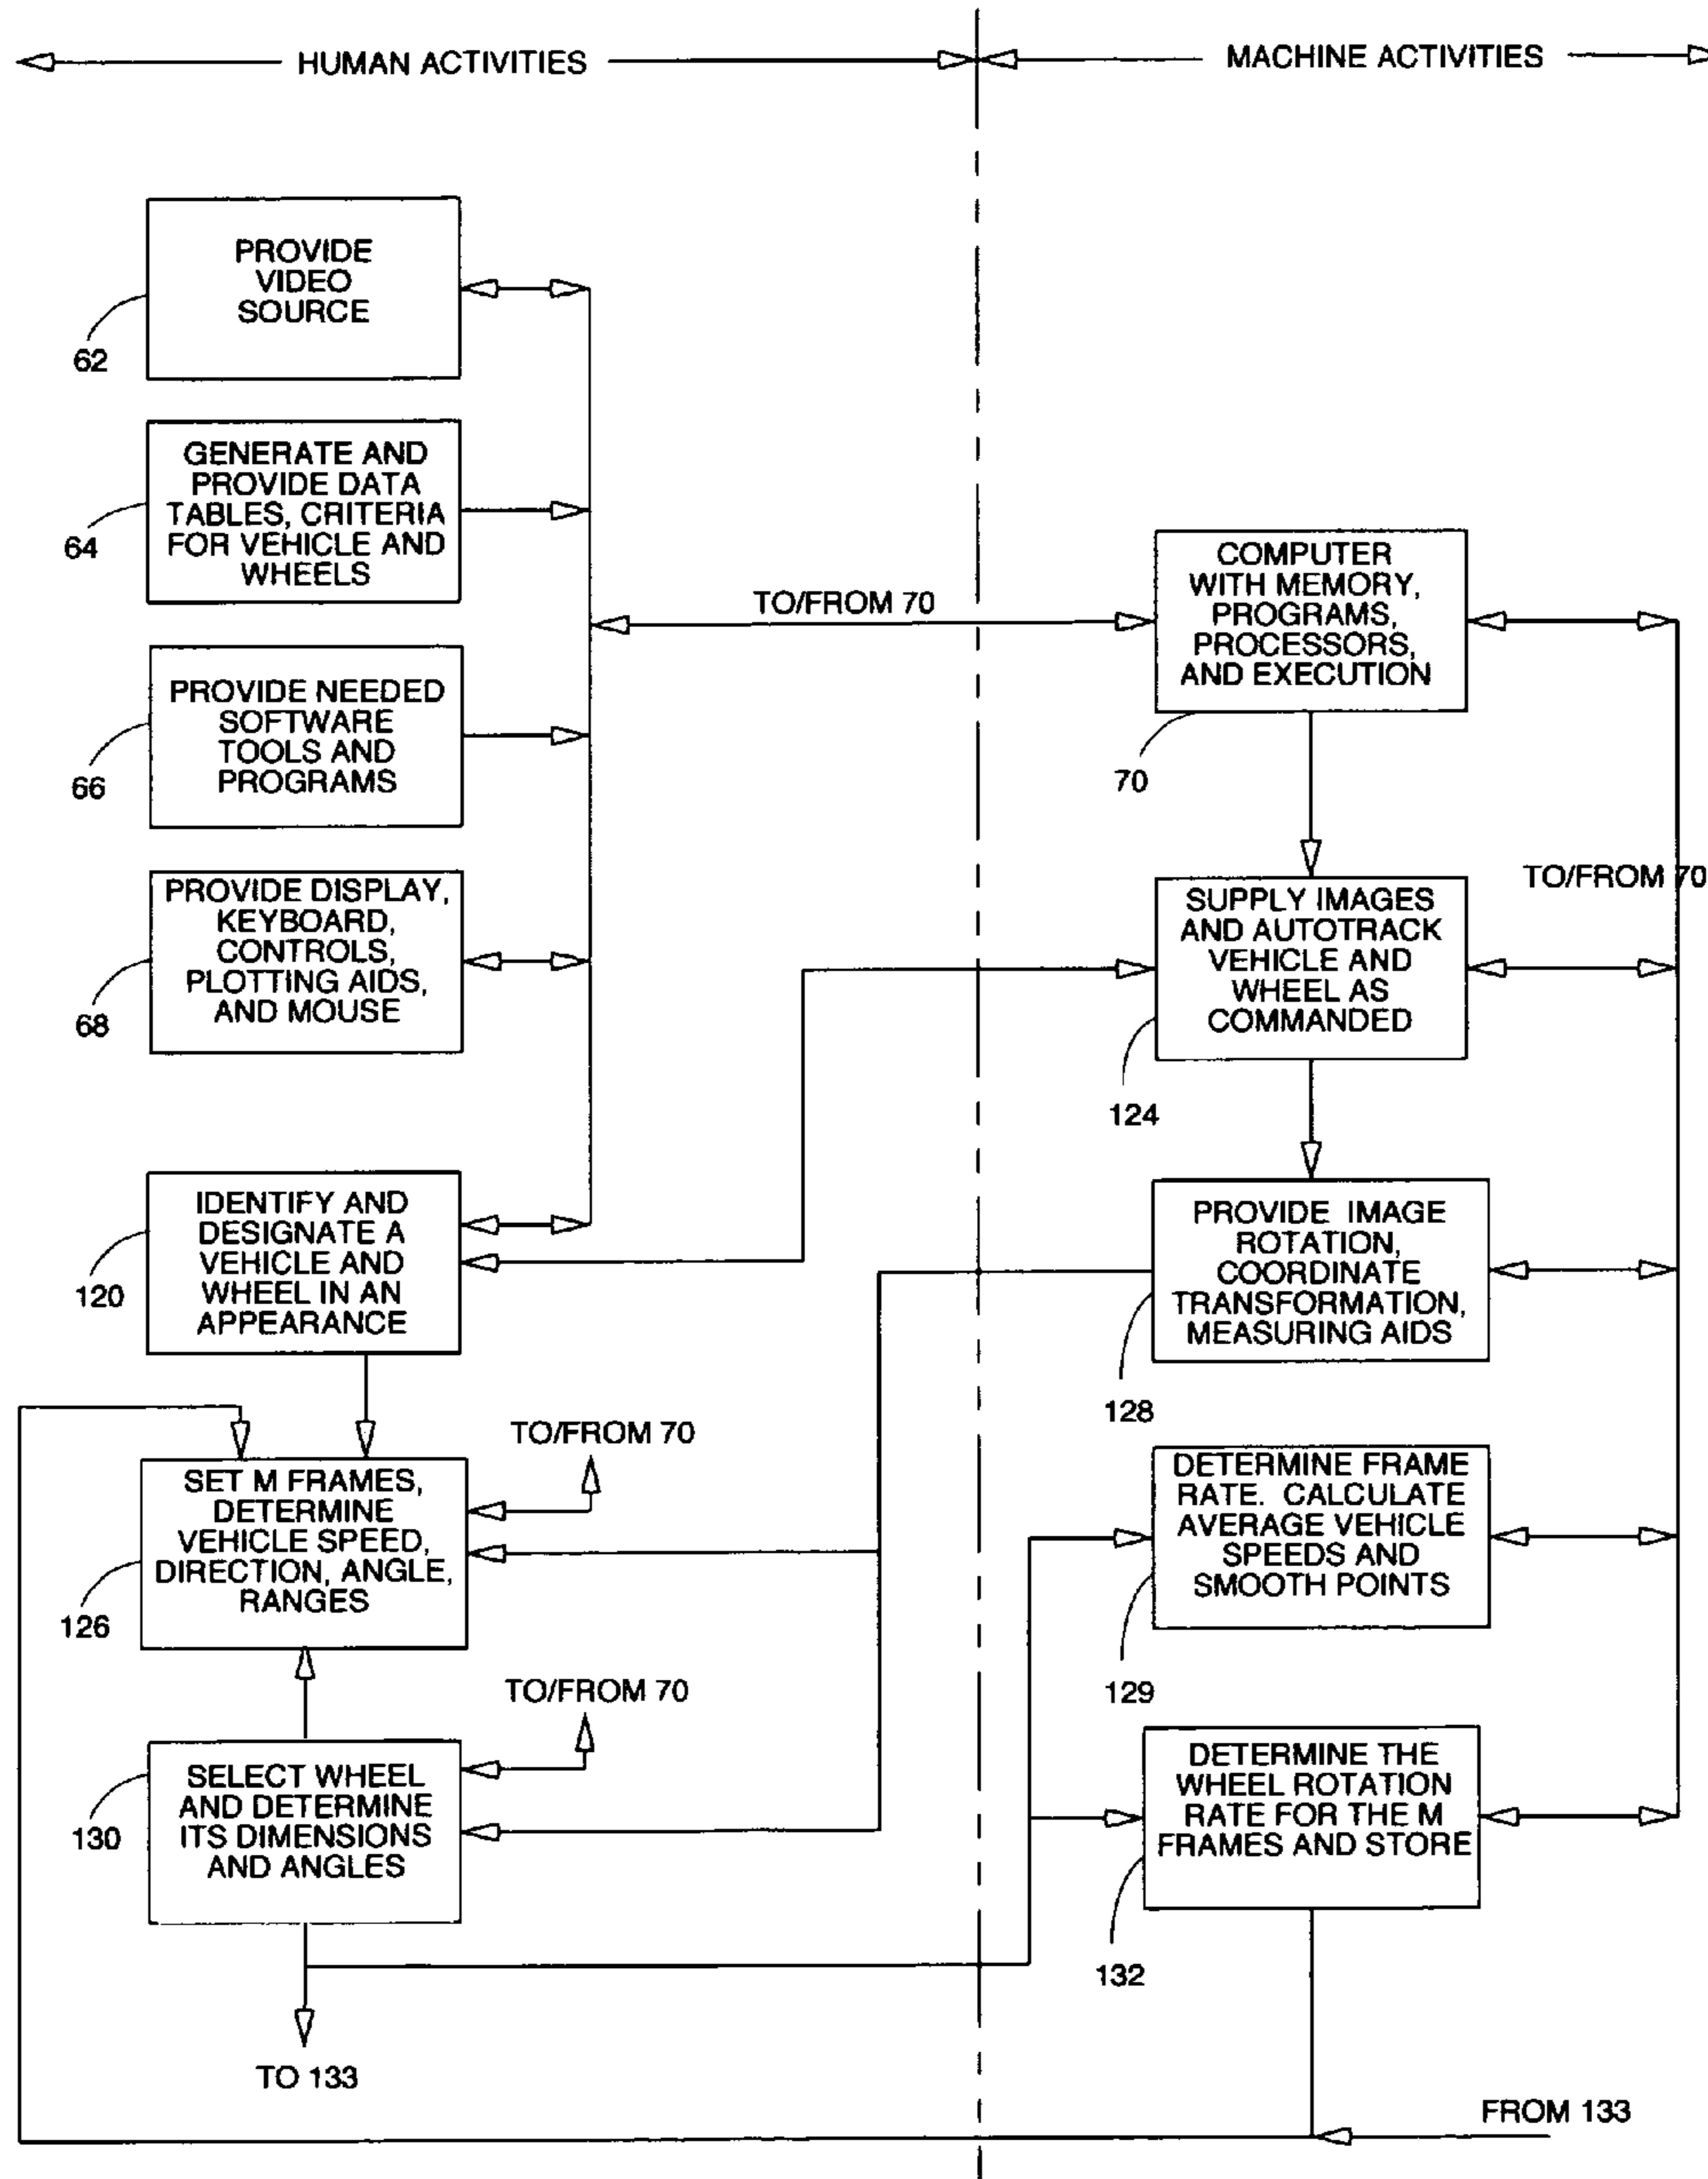 HUMAN ACTIVITIES
MACHINE ACTIVITIES
PROVIDE
VIDEO
SOURCE
62
GENERATE AND
PROVIDE DATA
TABLES, CRITERIA
FOR VEHICLE AND
WHEELS
64
PROVIDE NEEDED
SOFTWARE
TOOLS AND
PROGRAMS
66
PROVIDE DISPLAY,
KEYBOARD,
CONTROLS,
PLOTTING AIDS,
AND MOUSE
68
TO/FROM 70
COMPUTER
WITH MEMORY,
PROGRAMS,
PROCESSORS,
AND EXECUTION
70
TO/FROM 70
SUPPLY IMAGES
AND AUTOTRACK
VEHICLE AND
WHEEL AS
COMMANDED
124
IDENTIFY AND
DESIGNATE A
VEHICLE AND
WHEEL IN AN
APPEARANCE
120
PROVIDE IMAGE
ROTATION,
COORDINATE
TRANSFORMATION,
MEASURING AIDS
128
TO/FROM 70
SET M FRAMES,
DETERMINE
VEHICLE SPEED,
DIRECTION, ANGLE,
RANGES
126
DETERMINE FRAME
RATE. CALCULATE
AVERAGE VEHICLE
SPEEDS AND
SMOOTH POINTS
129
TO/FROM 70
SELECT WHEEL
AND DETERMINE
ITS DIMENSIONS
AND ANGLES
130
DETERMINE THE
WHEEL ROTATION
RATE FOR THE M
FRAMES AND STORE
132
TO 133
FROM 133